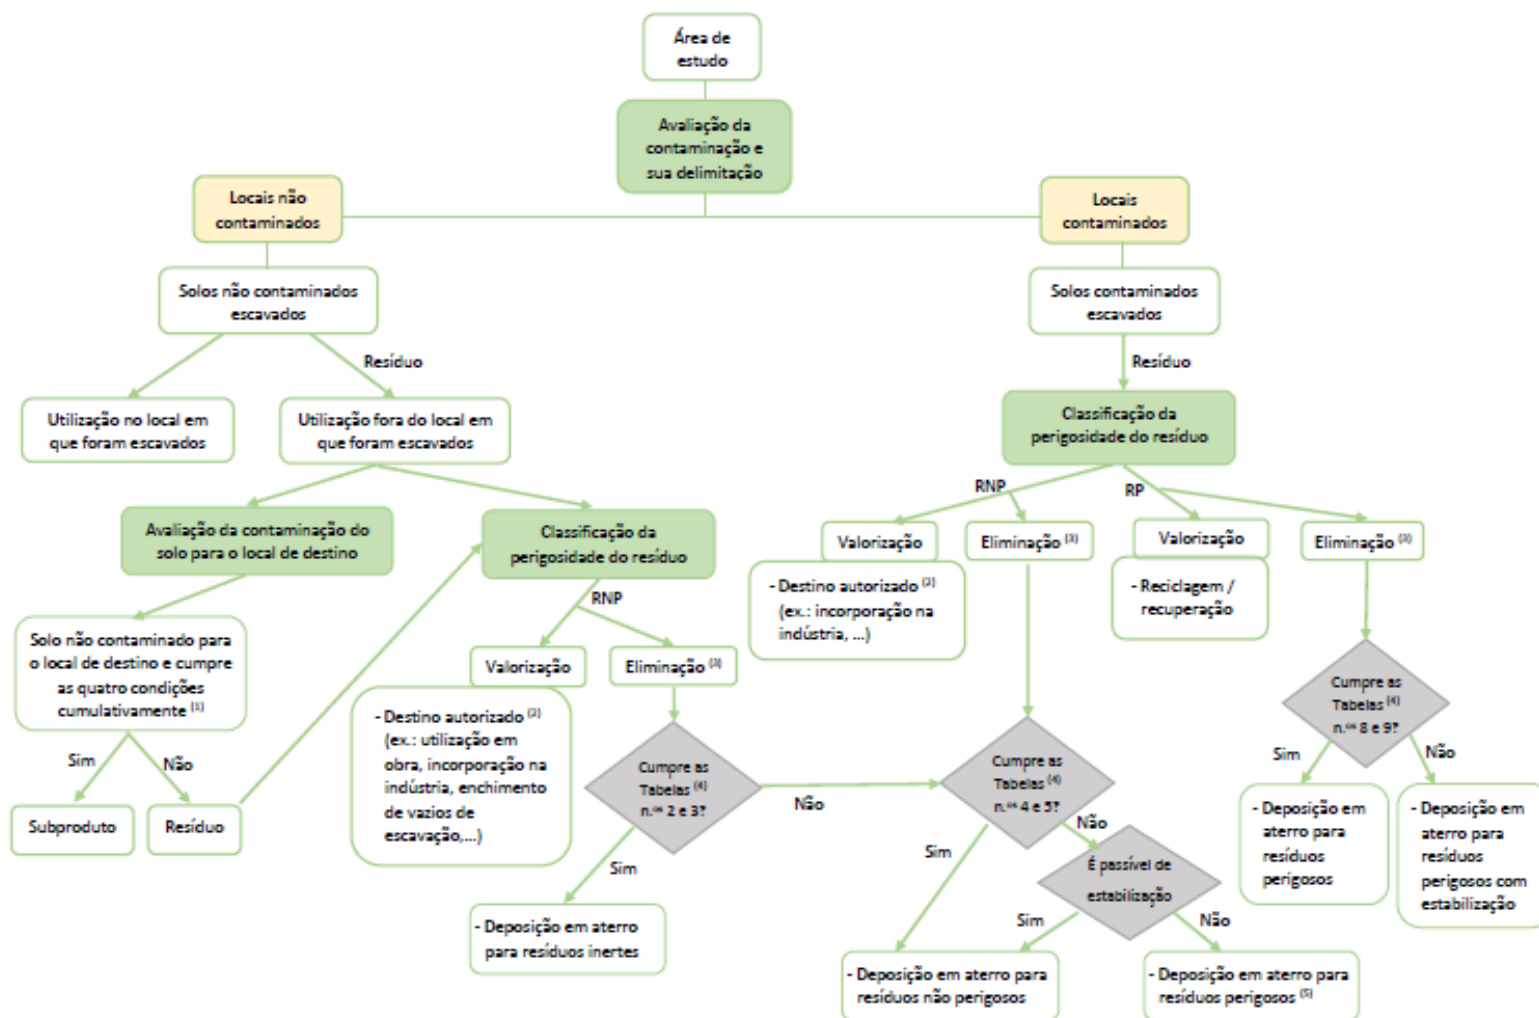 Área de
estudo
Avaliação da
contaminação e
sua delimitação
Locais não
contaminados
Locais
contaminados
Solos não contaminados
escavados
Solos contaminados
escavados
Resíduo
Resíduo
Utilização no local em
que foram escavados
Utilização fora do local em
que foram escavados
Classificação da
perigosidade do resíduo
RNP
RP
Avaliação da contaminação do
solo para o local de destino
Classificação da
perigosidade do resíduo
Valorização
Eliminação (3)
Valorização
Eliminação (3)
- Destino autorizado (2)
(ex.: incorporação na
indústria, ...)
- Reciclagem /
recuperação
RNP
Solo não contaminado para
o local de destino e cumpre
as quatro condições
cumulativamente (1)
Valorização
Eliminação (3)
- Destino autorizado (2)
(ex.: utilização em
obra, incorporação na
indústria, enchimento
de vazios de
escavação,...)
Cumpre as
Tabelas (4)
n.os 8 e 9?
Sim
Não
Sim
Não
Subproduto
Resíduo
Cumpre as
Tabelas (4)
n.os 2 e 3?
Não
Cumpre as
Tabelas (4)
n.os 4 e 5?
Sim
Sim
Não
É passível de
estabilização
- Deposição em
aterro para
resíduos
perigosos
- Deposição em
aterro para
resíduos
perigosos com
estabilização
Sim
Não
- Deposição em aterro
para resíduos inertes
- Deposição em aterro para
resíduos não perigosos
- Deposição em aterro para
resíduos perigosos (5)